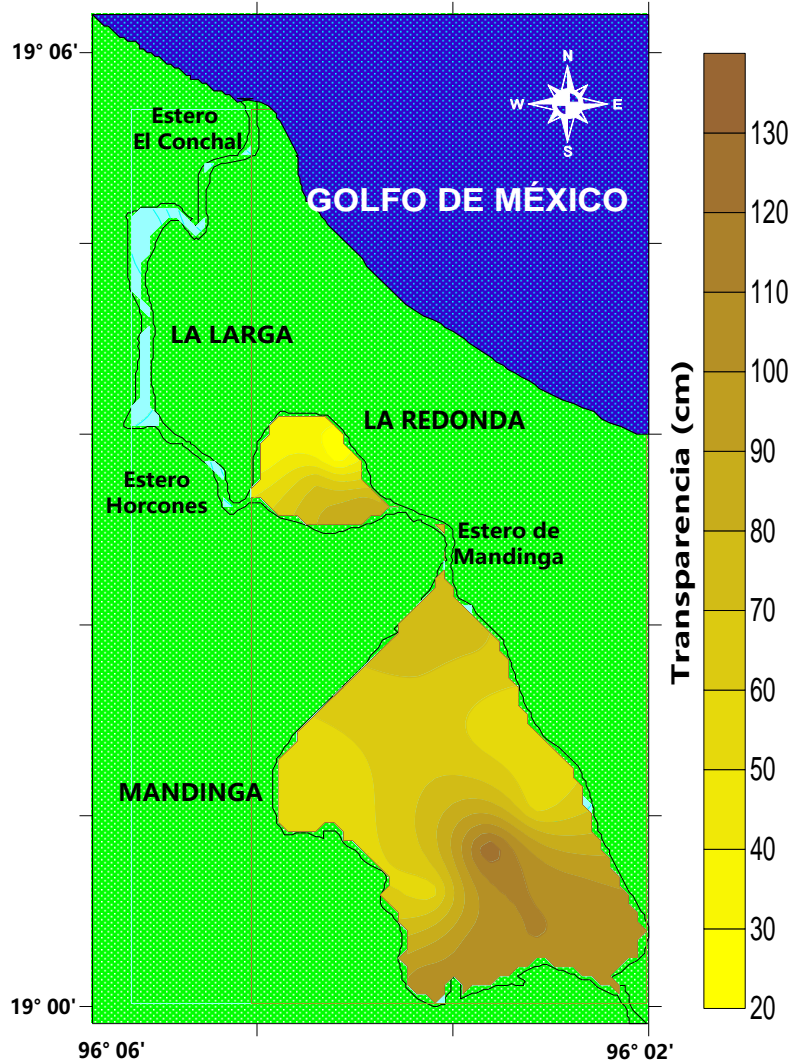 19° 06'
N
W
E
S
Estero
El Conchal
GOLFO DE MÉXICO
LA LARGA
LA REDONDA
Estero
Horcones
Estero de
Mandinga
MANDINGA
19° 00'
96° 06'
96° 02'
Transparencia (cm)
130
120
110
100
90
80
70
60
50
40
30
20